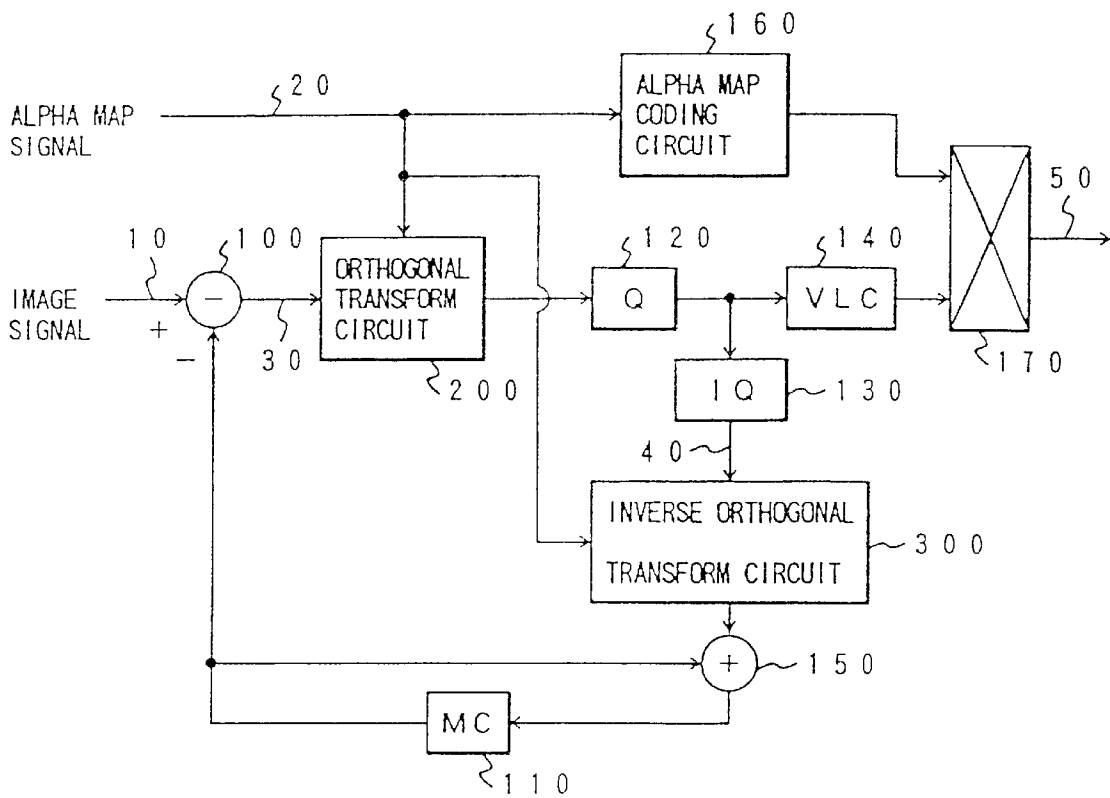 160
20
ALPHA MAP
SIGNAL
ALPHA MAP
CODING
CIRCUIT
50
10
100
120
140
ORTHOGONAL
TRANSFORM
CIRCUIT
IMAGE
SIGNAL
+
−
−
30
Q
VLC
200
170
IQ
130
40
INVERSE ORTHOGONAL
TRANSFORM CIRCUIT
300
+
150
MC
110